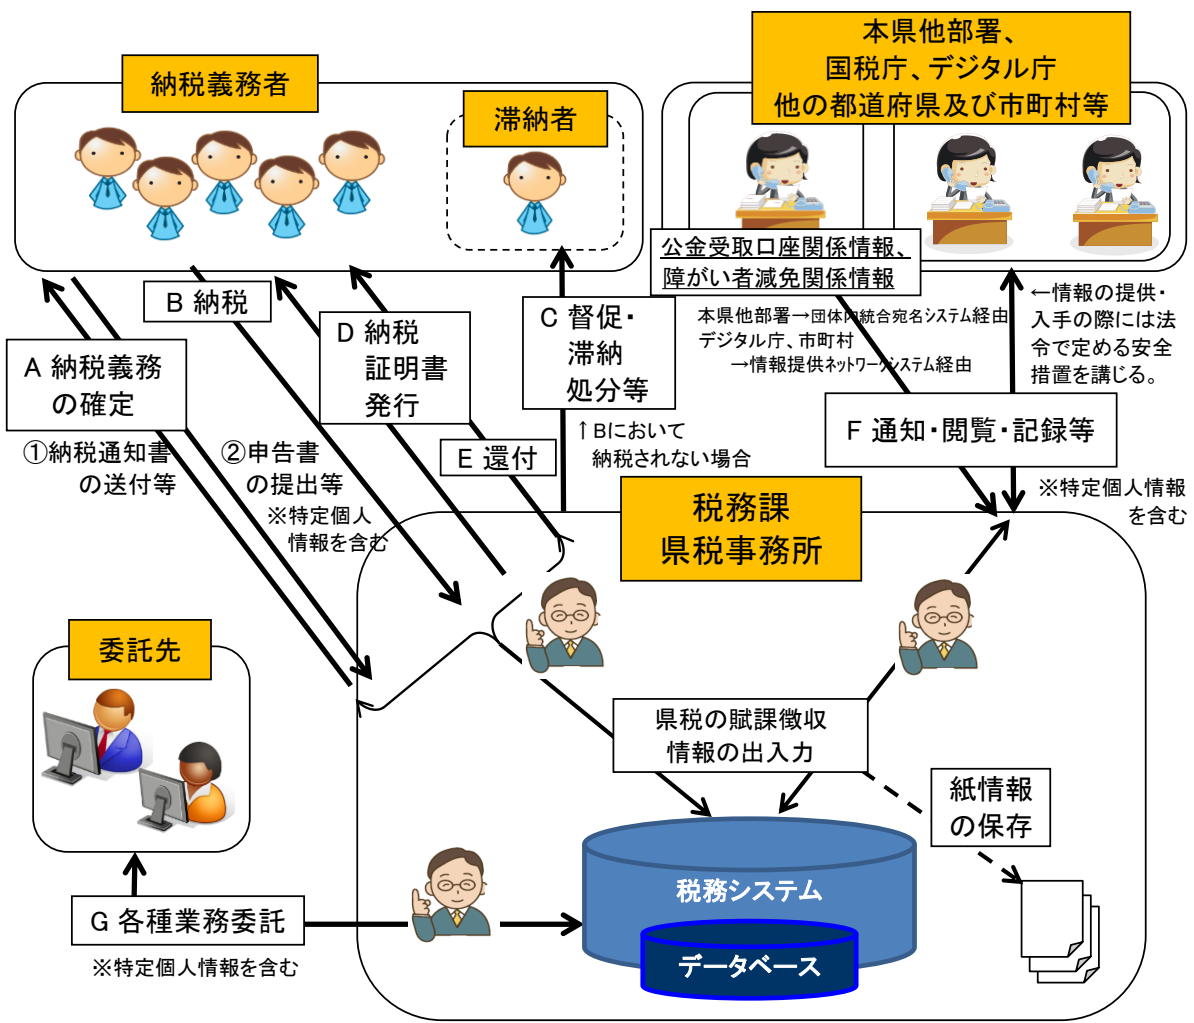 納税義務者
滞納者
本県他部署、
国税庁、デジタル庁
他の都道府県及び市町村等
公金受取口座関係情報、
障がい者減免関係情報
本県他部署→団体内統合宛名システム経由
デジタル庁、市町村
→情報提供ネットワークシステム経由
←情報の提供・
入手の際には法
令で定める安全
措置を講じる。
A 納税義務
の確定
①納税通知書
の送付等
B 納税
②申告書
の提出等
※特定個人
情報を含む
D 納税
証明書
発行
E 還付
C 督促・
滞納
処分等
↑Bにおいて
納税されない場合
F 通知・閲覧・記録等
※特定個人情報
を含む
税務課
県税事務所
委託先
県税の賦課徴収
情報の出入力
紙情報
の保存
税務システム
データベース
G 各種業務委託
※特定個人情報を含む